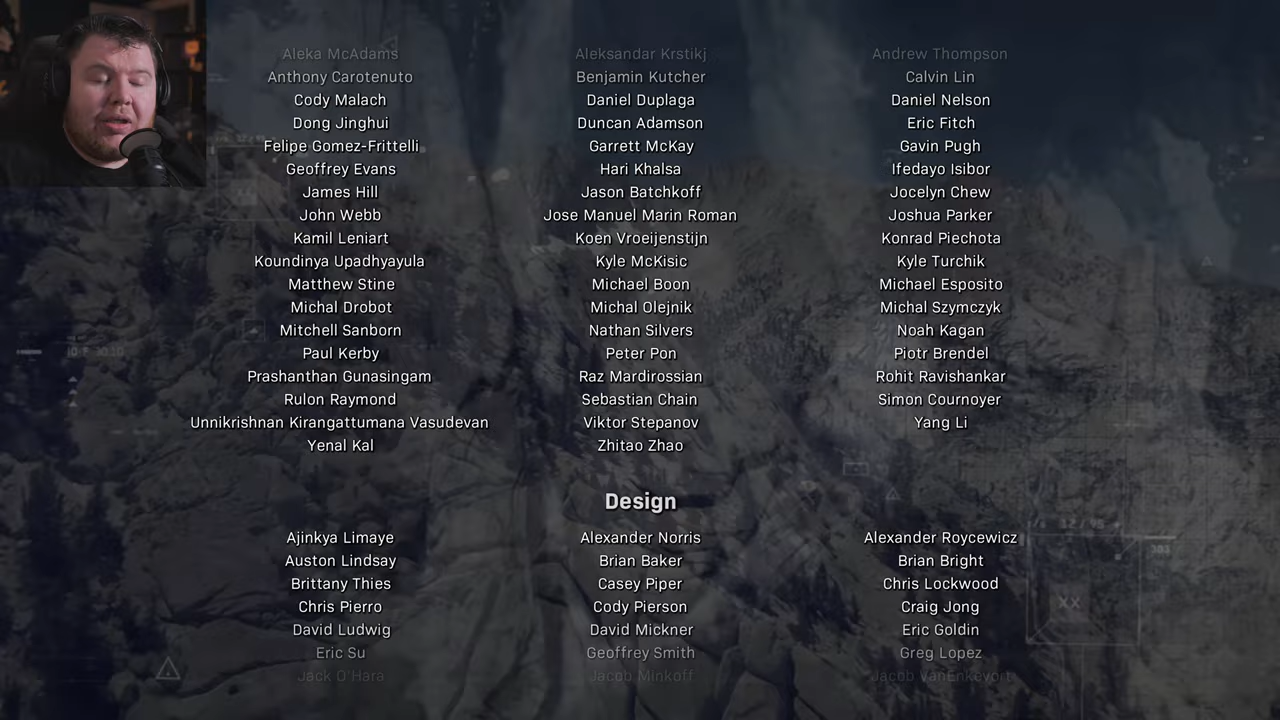 Aleka McAdams Aleksandar Krstikj Andrew Thompson
Anthony Carotenuto Benjamin Kutcher Calvin Lin
Cody Malach Daniel Duplaga Daniel Nelson
Dong Jinghui Duncan Adamson Eric Fitch
Felipe Gomez-Frittelli Garrett McKay Gavin Pugh
Geoffrey Evans Hari Khalsa Ifedayo Isibor
James Hill Jason Batchkoff Jocelyn Chew
John Webb Jose Manuel Marin Roman Joshua Parker
Kamil Leniart Koen Vroeijenstijn Konrad Piechota
Koundinya Upadhyayula Kyle McKisic Kyle Turchik
Matthew Stine Michael Boon Michael Esposito
Michal Drobot Michal Olejnik Michal Szymczyk
Mitchell Sanborn Nathan Silvers Noah Kagan
Paul Kerby Peter Pon Piotr Brendel
Prashanthan Gunasingam Raz Mardirossian Rohit Ravishankar
Rulon Raymond Sebastian Chain Simon Cournoyer
Unnikrishnan Kirangattumana Vasudevan Viktor Stepanov Yang Li
Yenal Kal Zhitao Zhao
Design
Ajinkya Limaye Alexander Norris Alexander Roycewicz
Auston Lindsay Brian Baker Brian Bright
Brittany Thies Casey Piper Chris Lockwood
Chris Pierro Cody Pierson Craig Jong
David Ludwig David Mickner Eric Goldin
Eric Su Geoffrey Smith Greg Lopez
Jack O'Hara Jacob Minkoff Jacob VanEnkevort
XX